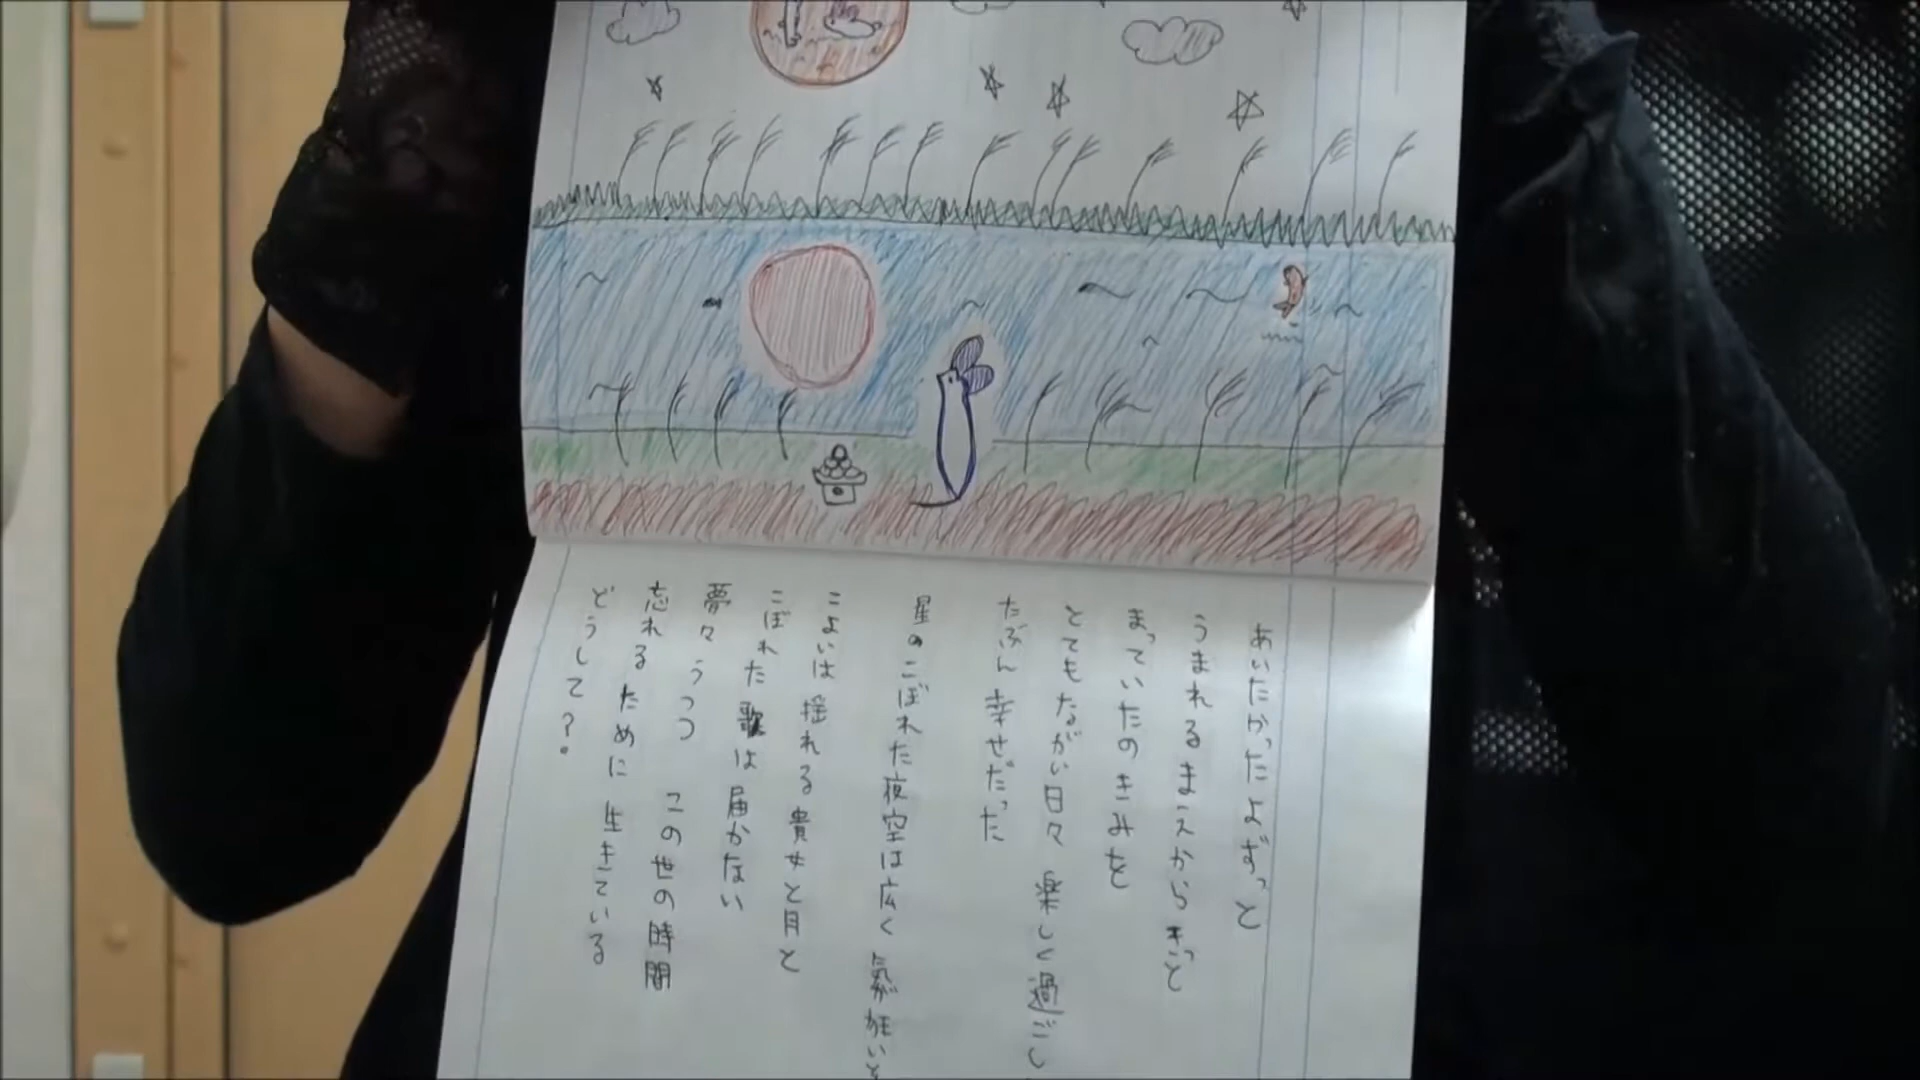 あいたかったよずっと
うまれるまえからきっと
まっていたのきみを
とてもながい日々 楽しく過ごし
たぶん幸せだった
星のこぼれた夜空は広く 気が狂い
こよいは 揺れる貴女と月と
こぼれた歌は届かない
夢々うつつ この世の時間
忘れるために 生きている
どうして?